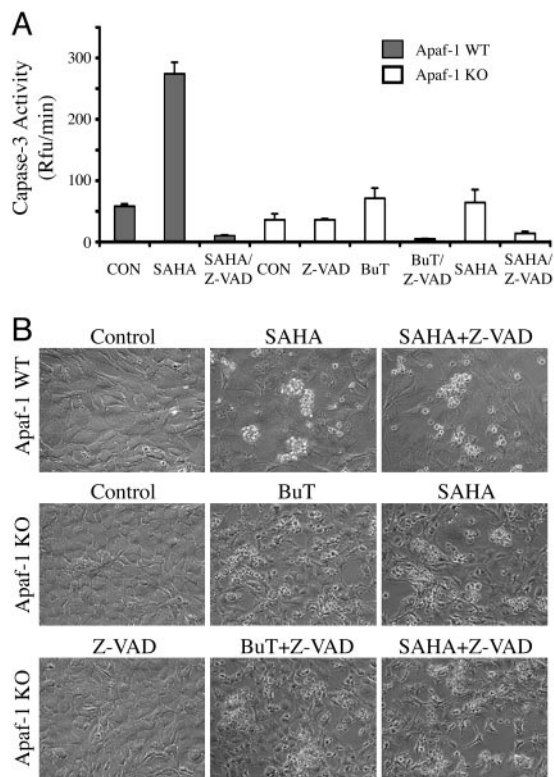 A
Apaf-1 WT
Apaf-1 KO
Capase-3 Activity
(Rfu/min)
300
200
100
50
0
CON SAHA SAHA/ Z-VAD CON Z-VAD BuT BuT/ Z-VAD SAHA SAHA/ Z-VAD
B
Control SAHA SAHA+Z-VAD
Apaf-1 WT
Control BuT SAHA
Apaf-1 KO
Z-VAD BuT+Z-VAD SAHA+Z-VAD
Apaf-1 KO